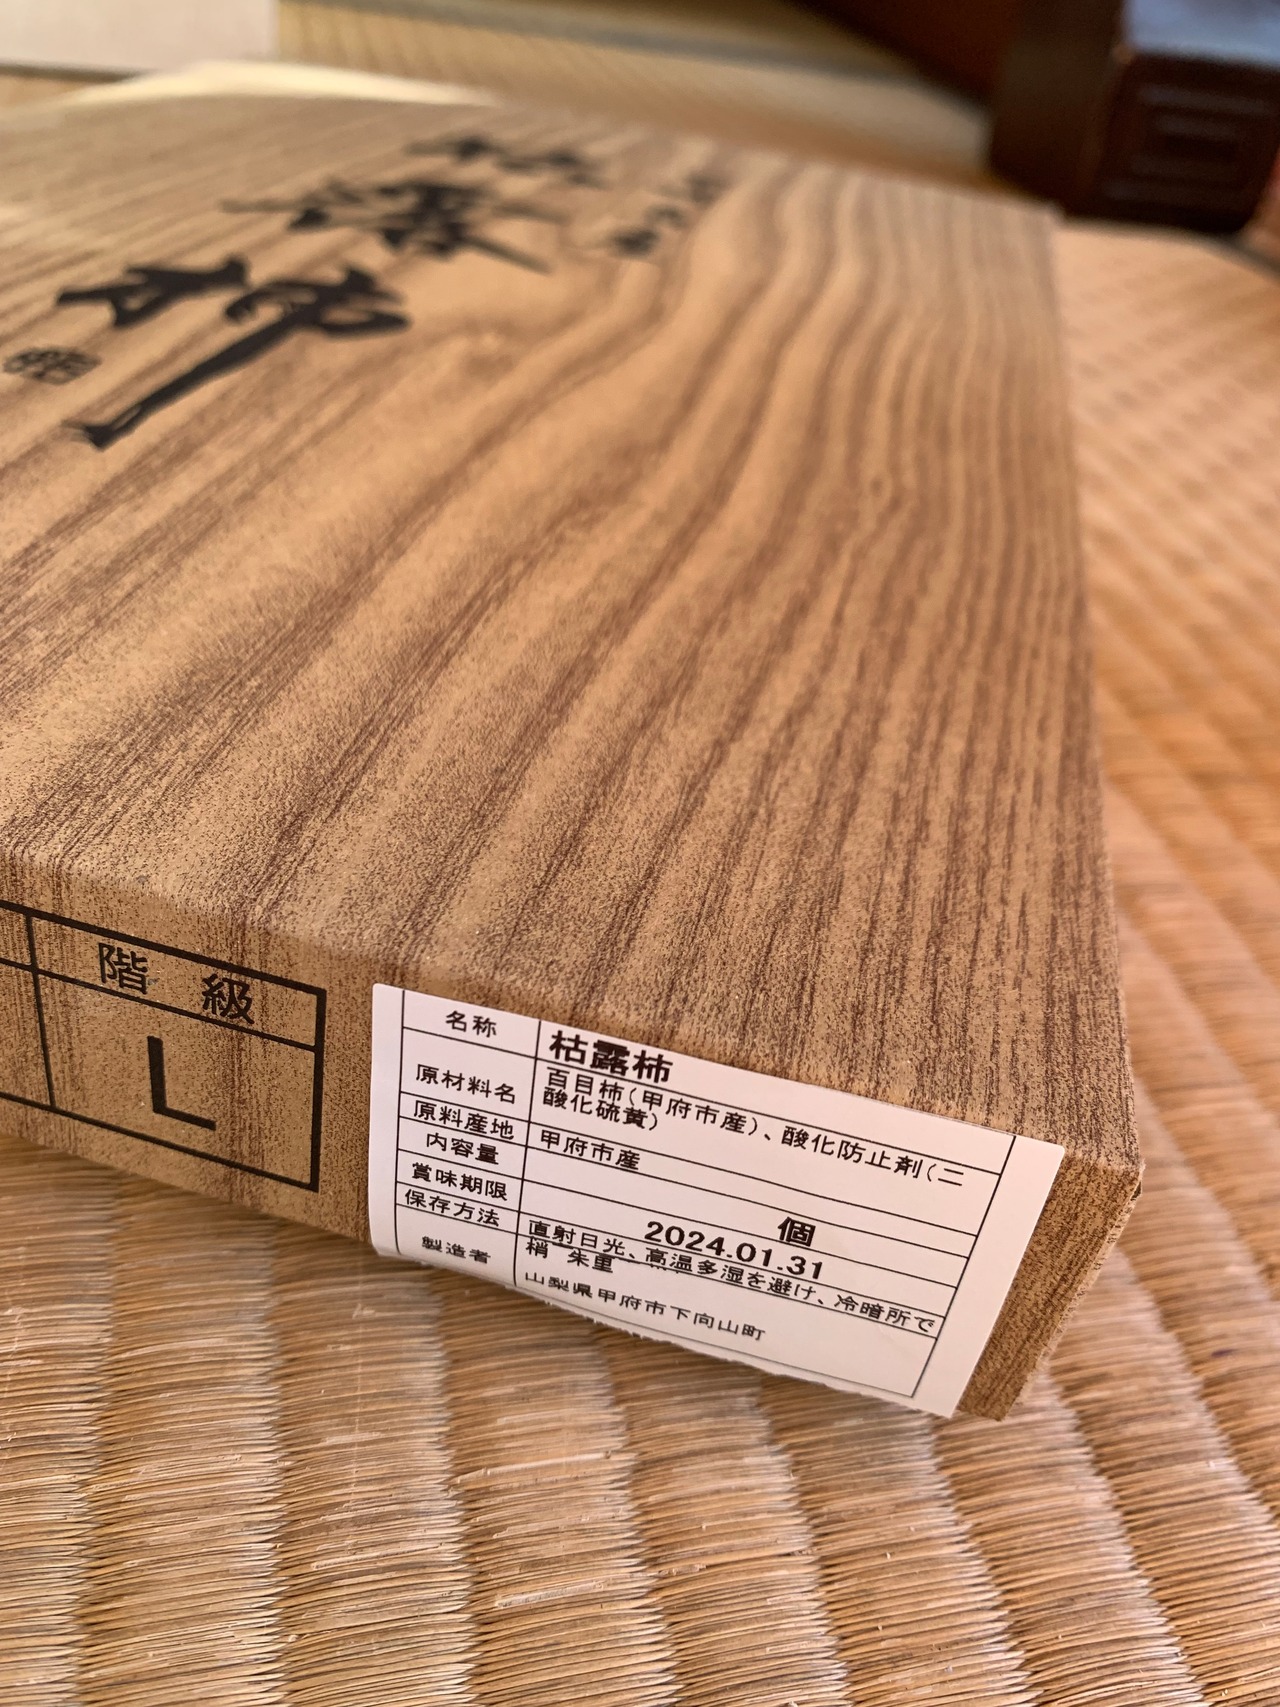 枯
露
柿
階級
L
名称
枯露柿
原材料名
百目柿(甲府市産)、酸化防止剤(二
酸化硫黄)
原料産地
甲府市産
内容量
個
賞味期限
2024.01.31
保存方法
直射日光、高温多湿を避け、冷暗所で
製造者
梢 朱里
山梨県甲府市下向山町